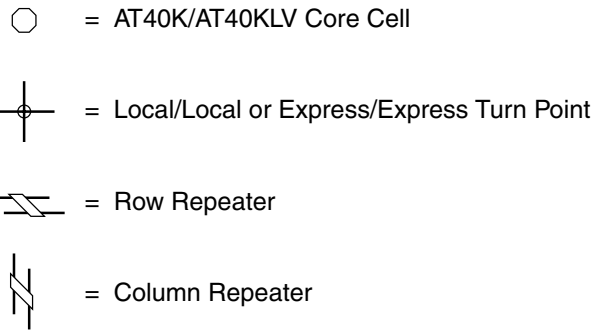 = AT40K/AT40KLV Core Cell
= Local/Local or Express/Express Turn Point
= Row Repeater
= Column Repeater